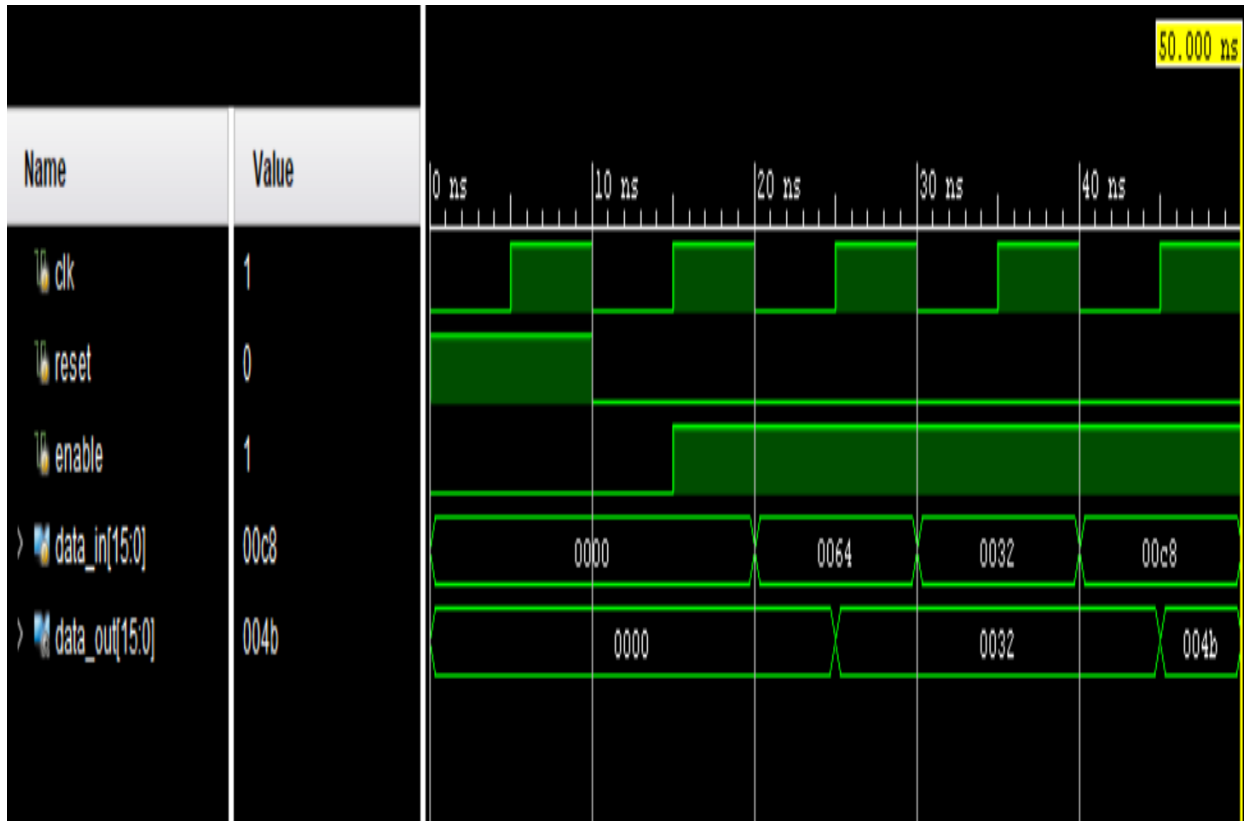 50.000 ns
Name Value
0 ns 10 ns 20 ns 30 ns 40 ns
clk 1
reset 0
enable 1
> data_in[15:0] 00c8 0000 0064 0032 00c8
> data_out[15:0] 004b 0000 0032 004b